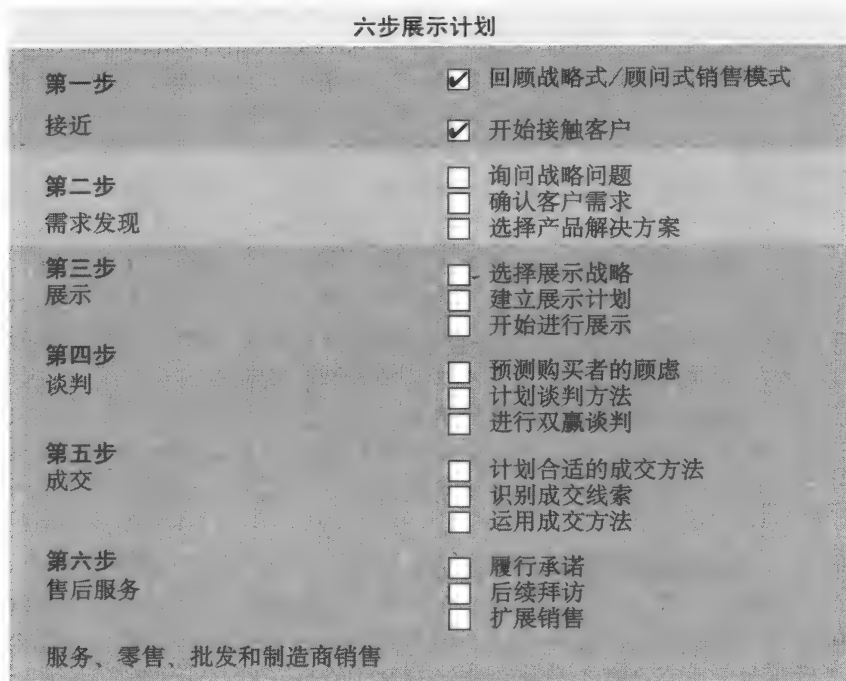 六步展示计划
第一步
回顾战略式/顾问式销售模式
接近
开始接触客户
第二步
需求发现
询问战略问题
确认客户需求
选择产品解决方案
第三步
展示
选择展示战略
建立展示计划
开始进行展示
第四步
谈判
预测购买者的顾虑
计划谈判方法
进行双赢谈判
第五步
成交
计划合适的成交方法
识别成交线索
运用成交方法
第六步
售后服务
履行承诺
后续拜访
扩展销售
服务、零售、批发和制造商销售